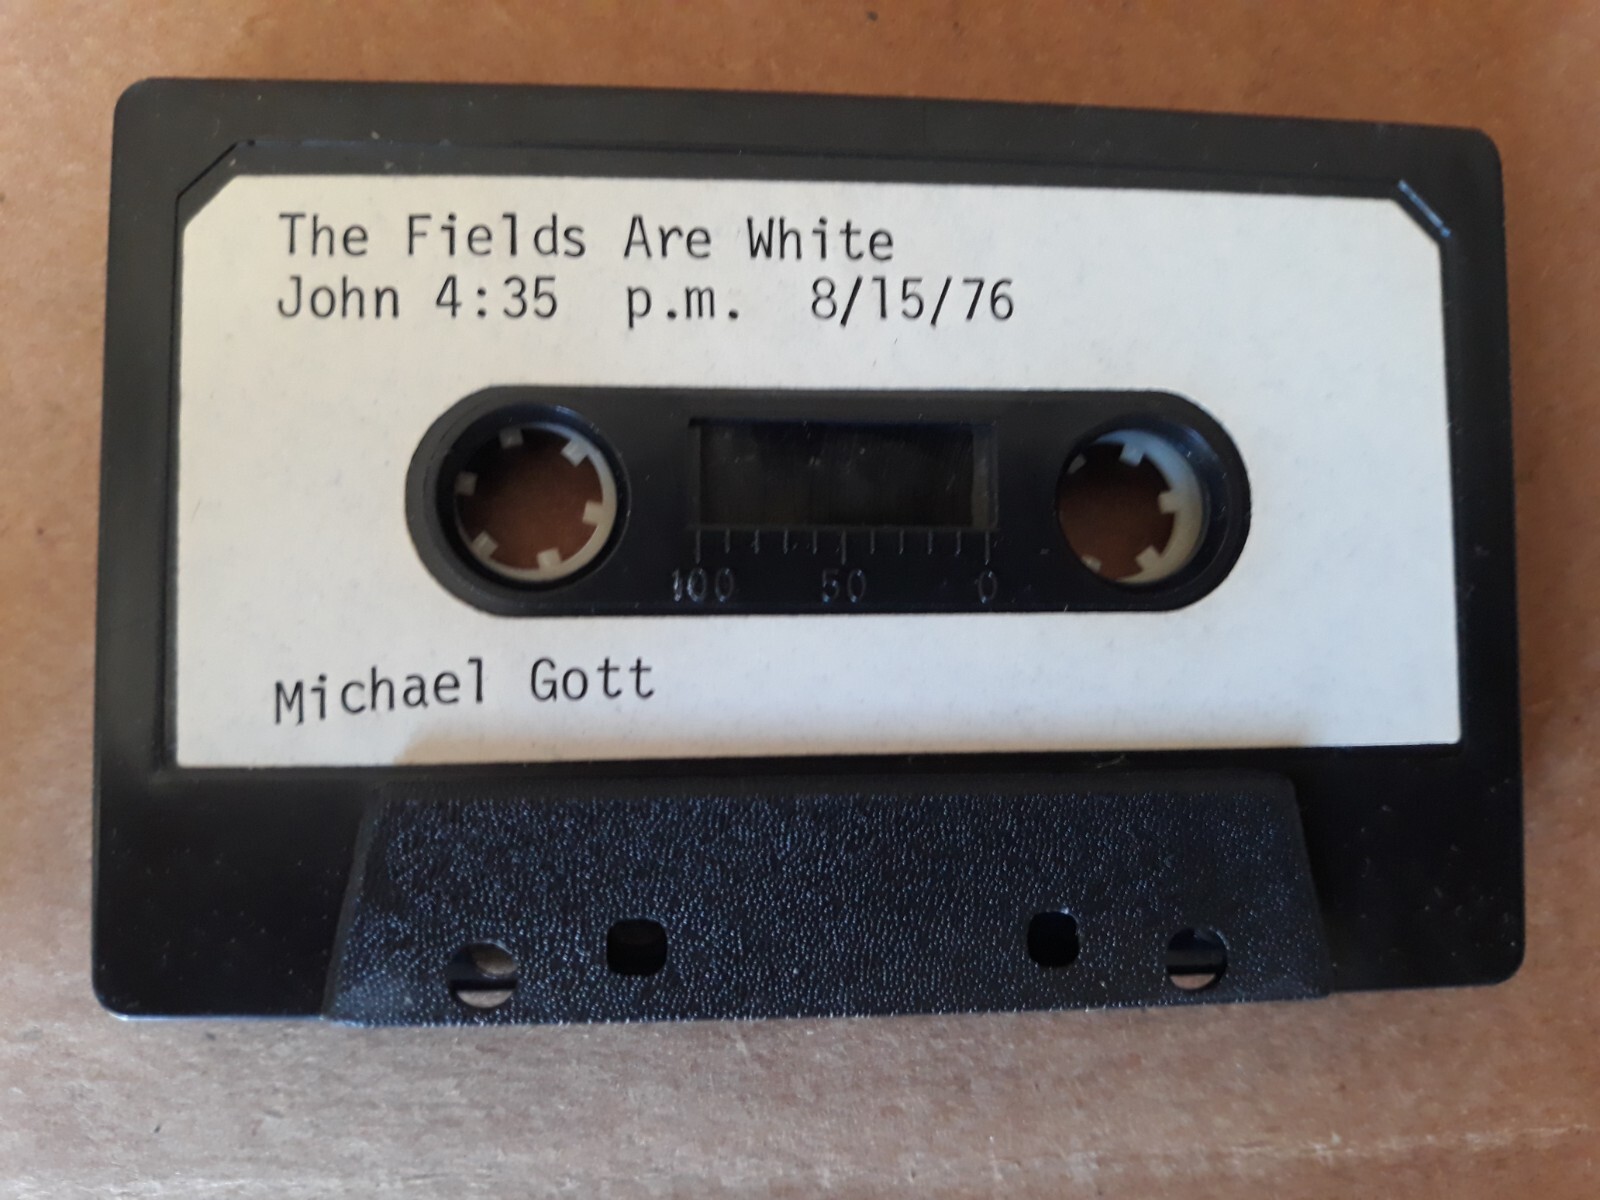 The Fields Are White
John 4:35 p.m. 8/15/76
100 50 0
Michael Gott